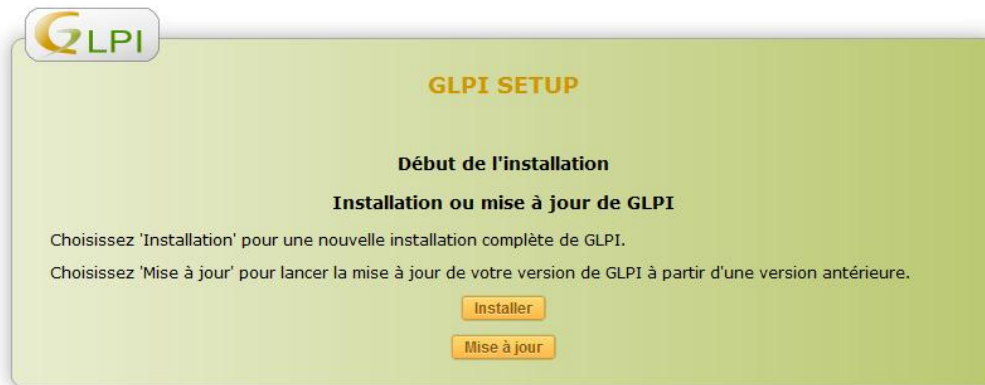 GLPI
GLPI SETUP
Début de l'installation
Installation ou mise à jour de GLPI
Choisissez 'Installation' pour une nouvelle installation complète de GLPI.
Choisissez 'Mise à jour' pour lancer la mise à jour de votre version de GLPI à partir d'une version antérieure.
Installer
Mise à jour